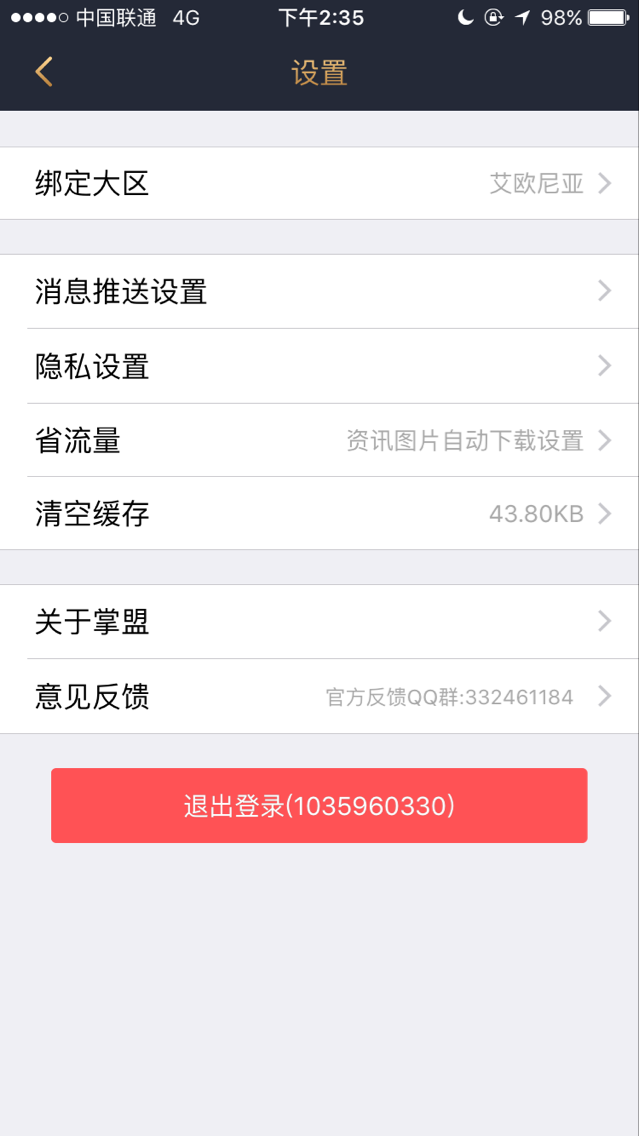 中国联通 4G 下午2:35 98%
设置
绑定大区 艾欧尼亚
消息推送设置
隐私设置
省流量 资讯图片自动下载设置
清空缓存 43.80KB
关于掌盟
意见反馈 官方反馈QQ群:332461184
退出登录(1035960330)